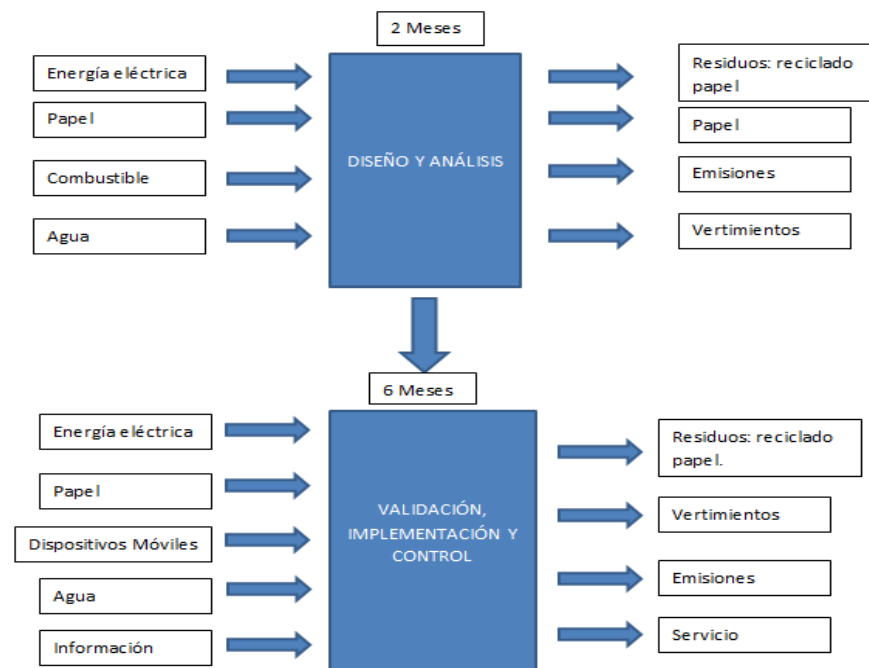 2 Meses
Energía eléctrica
Papel
Combustible
Agua
DISEÑO Y ANÁLISIS
Residuos: reciclado
papel
Papel
Emisiones
Vertimientos
6 Meses
Energía eléctrica
Papel
Dispositivos Móviles
Agua
Información
VALIDACIÓN,
IMPLEMENTACIÓN Y
CONTROL
Residuos: reciclado
papel.
Vertimientos
Emisiones
Servicio